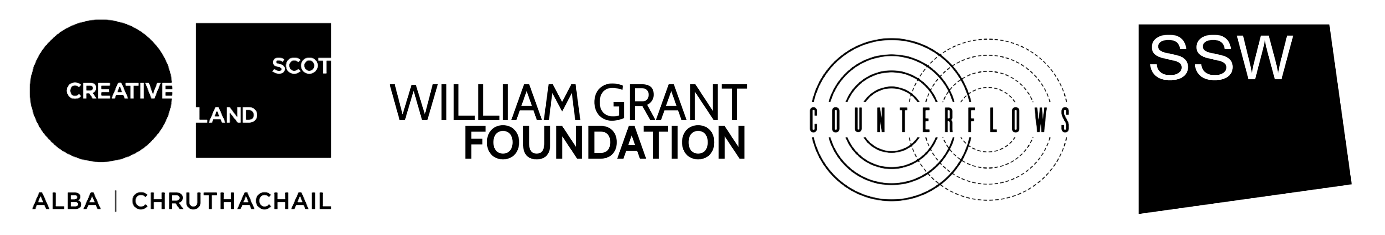 CREATIVE
SCOT
LAND
ALBA | CHRUTHACHAIL
WILLIAM GRANT
FOUNDATION
COUNTERFLOWS
SSW